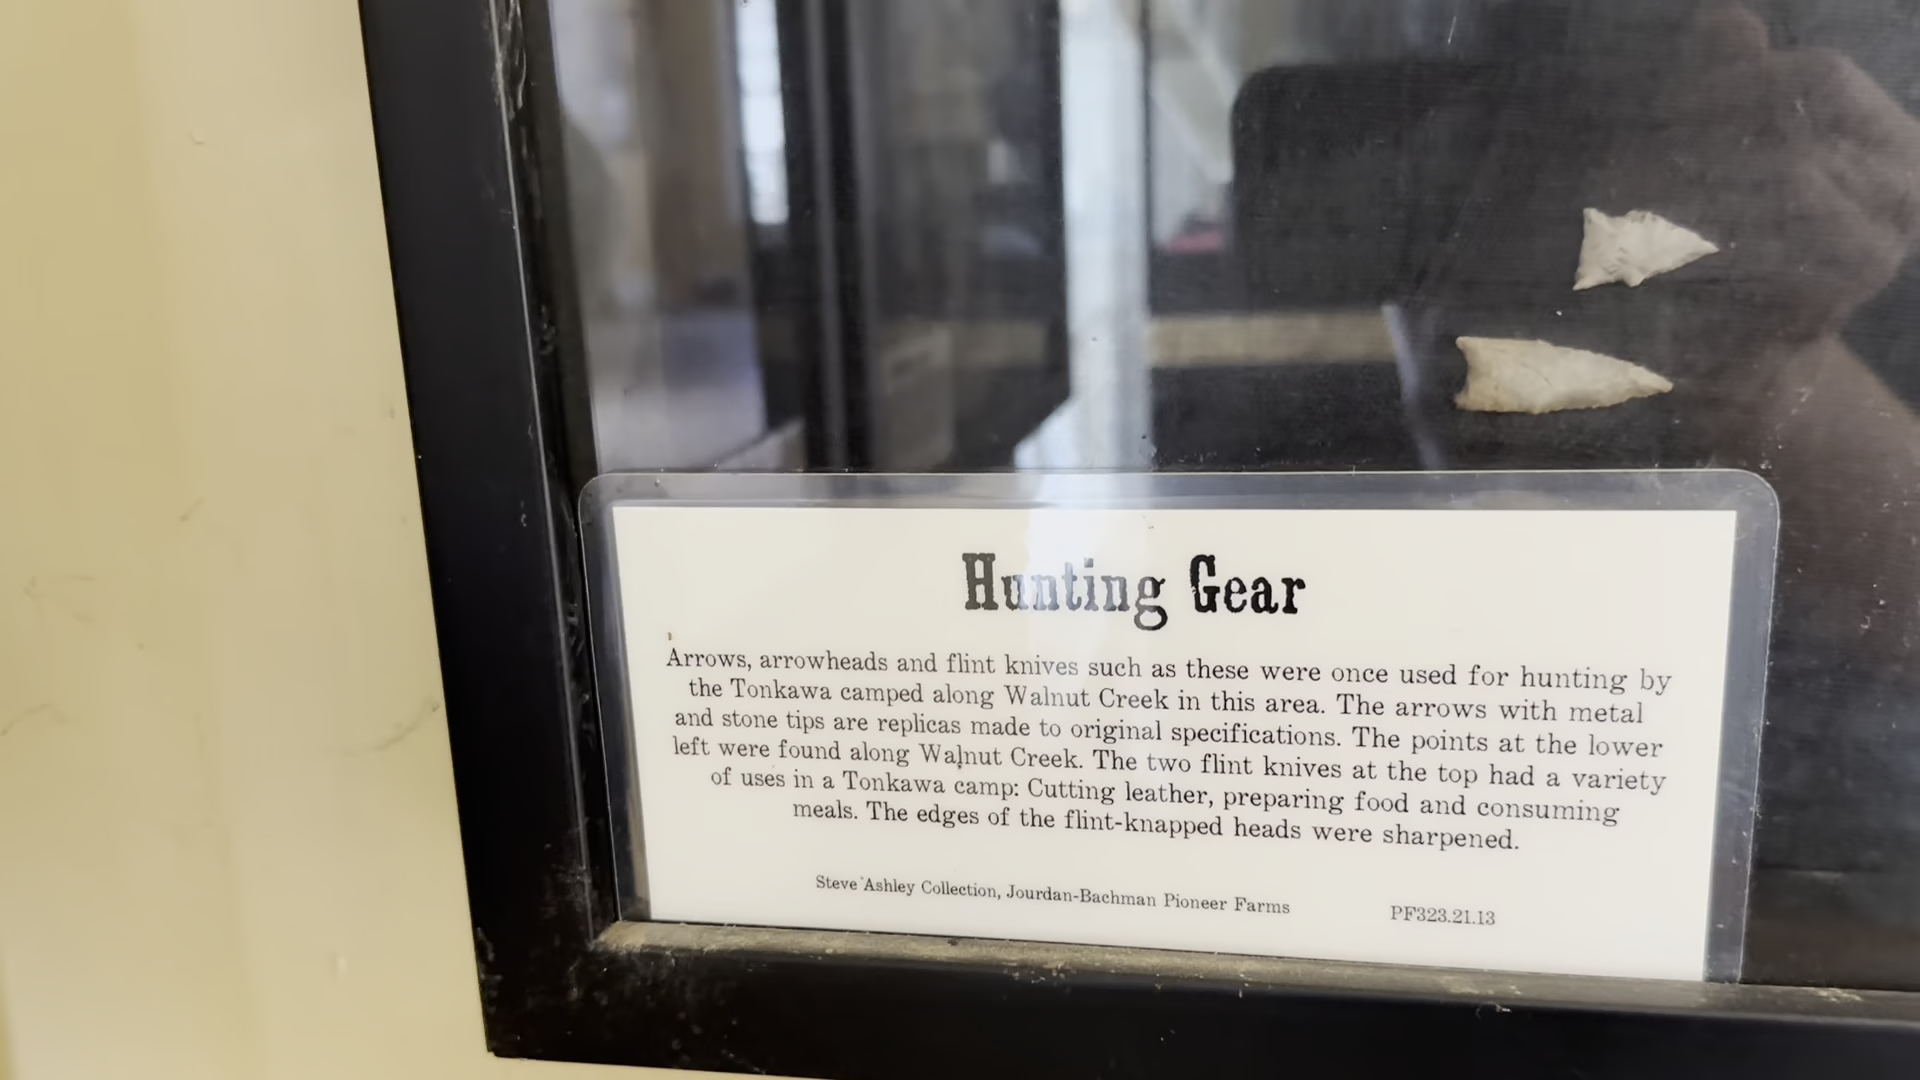 Hunting Gear
Arrows, arrowheads and flint knives such as these were once used for hunting by
the Tonkawa camped along Walnut Creek in this area. The arrows with metal
and stone tips are replicas made to original specifications. The points at the lower
left were found along Walnut Creek. The two flint knives at the top had a variety
of uses in a Tonkawa camp: Cutting leather, preparing food and consuming
meals. The edges of the flint-knapped heads were sharpened.
Steve Ashley Collection, Jourdan-Bachman Pioneer Farms PF323.21.13